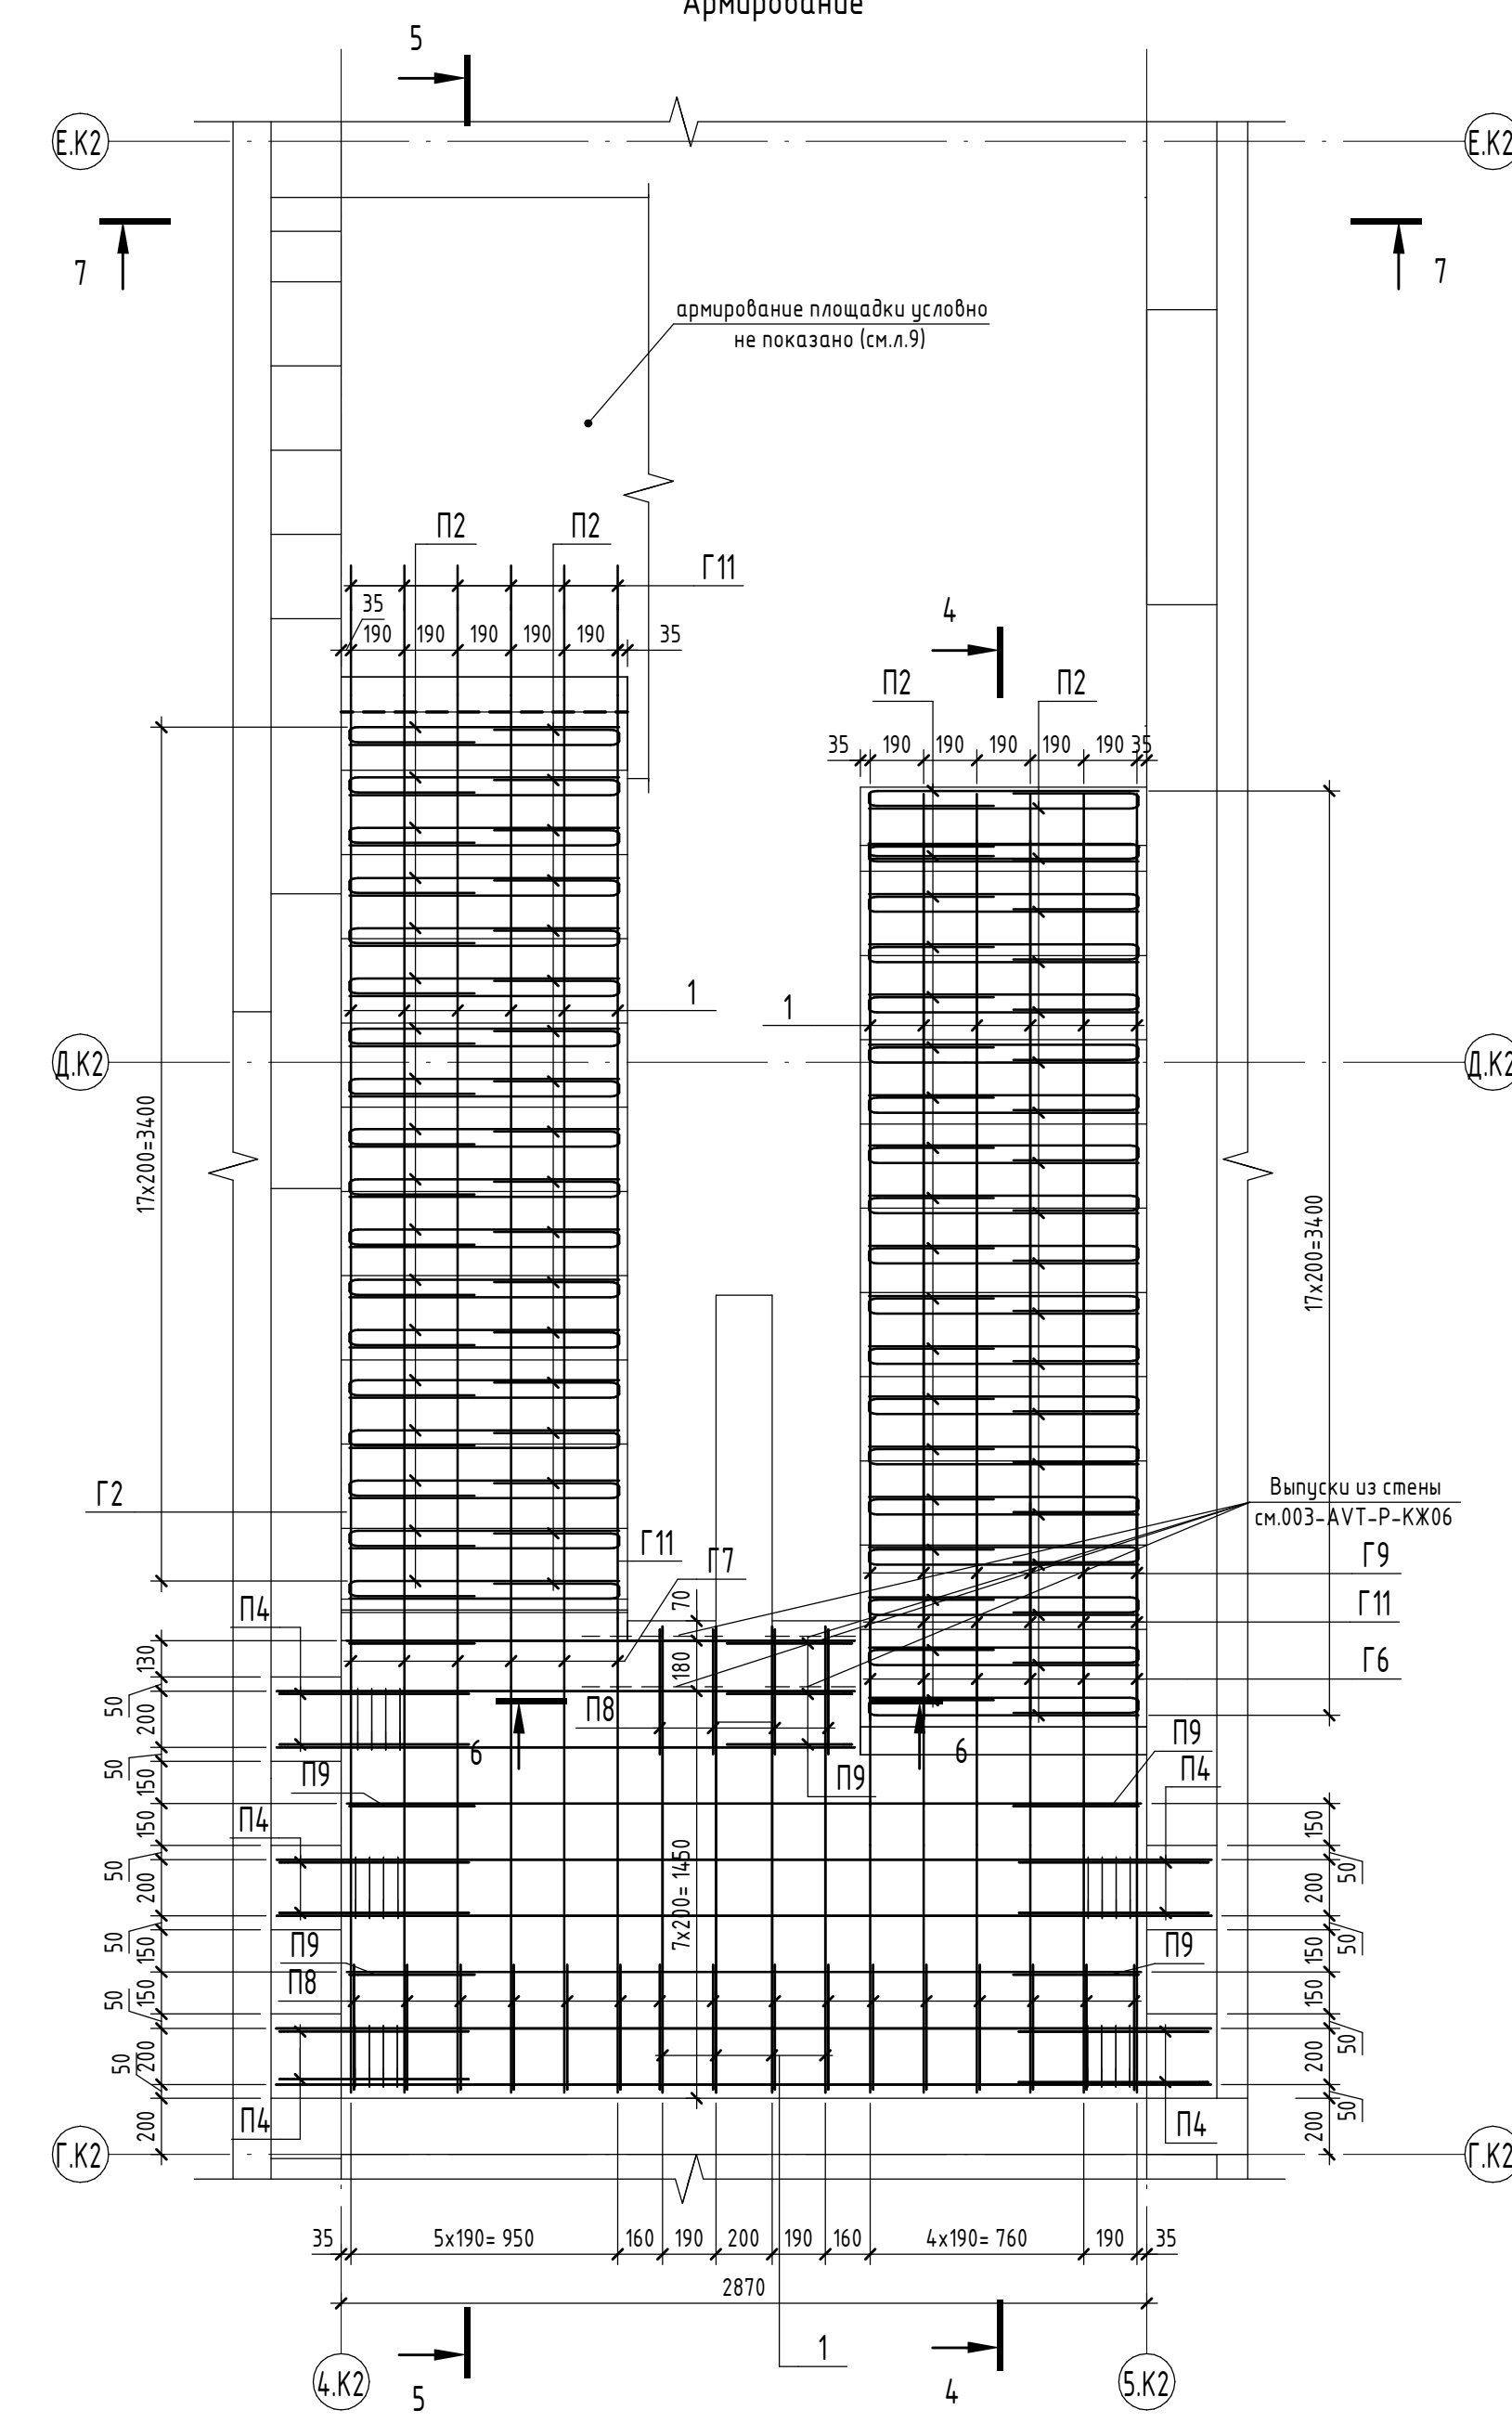 Армирование
5
Е.К2
Е.К2
7
7
армирование площадки условно
не показано (см.л.9)
П2
П2
Г11
35
190
190
190
190
190
35
4
П2
П2
35
190
190
190
190
190
35
1
1
Д.К2
Д.К2
17х200=3400
17х200=3400
Г2
Выпуски из стены
см.003-AVT-Р-КЖ06
Г11
Г7
Г9
70
Г11
П4
130
180
Г6
50
200
П8
6
6
П9
50
П9
П9
П4
150
150
П4
7х200= 1450
150
50
200
200
50
50
150
П9
П9
150
50
П8
50
150
150
200
200
50
50
50
200
П4
П4
200
Г.К2
Г.К2
35
5х190= 950
160
190
200
190
160
4х190= 760
190
35
2870
1
4.К2
5.К2
5
4